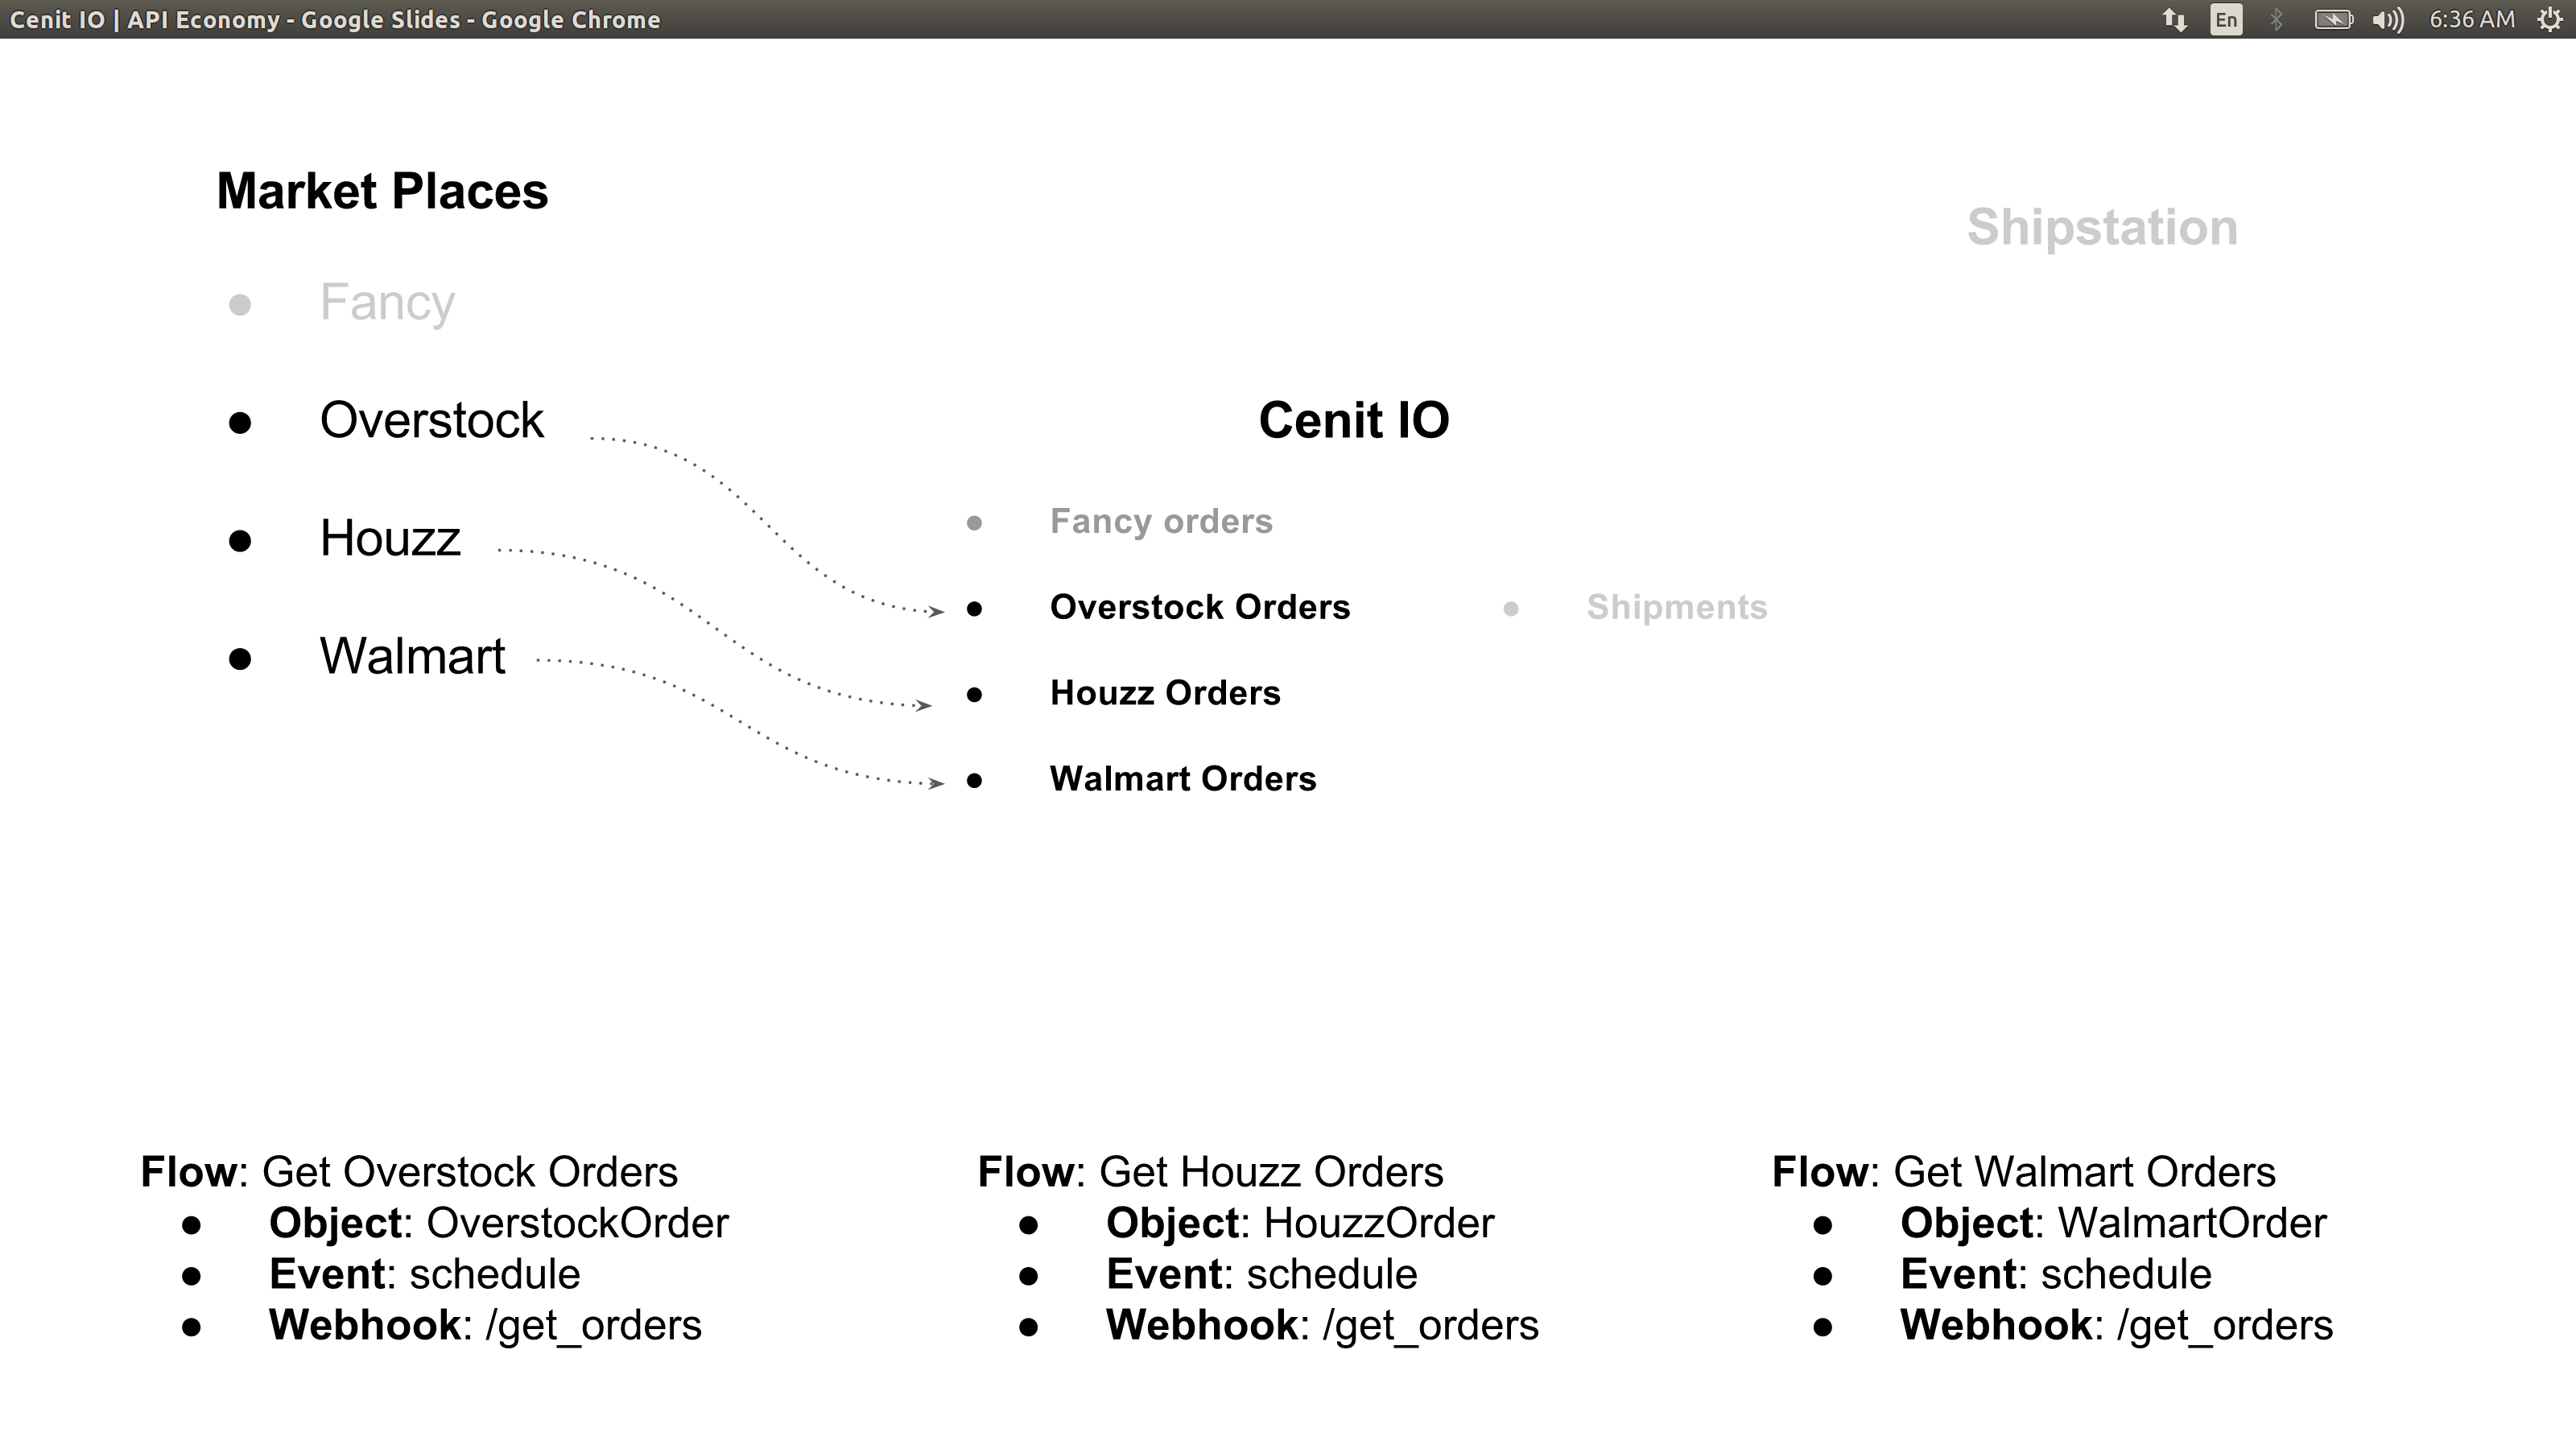 Cenit IO | API Economy - Google Slides - Google Chrome
En
6:36 AM
Market Places
Shipstation
● Fancy
● Overstock
● Houzz
● Walmart
Cenit IO
● Fancy orders
● Overstock Orders
● Houzz Orders
● Walmart Orders
● Shipments
Flow: Get Overstock Orders
● Object: OverstockOrder
● Event: schedule
● Webhook: /get_orders
Flow: Get Houzz Orders
● Object: HouzzOrder
● Event: schedule
● Webhook: /get_orders
Flow: Get Walmart Orders
● Object: WalmartOrder
● Event: schedule
● Webhook: /get_orders